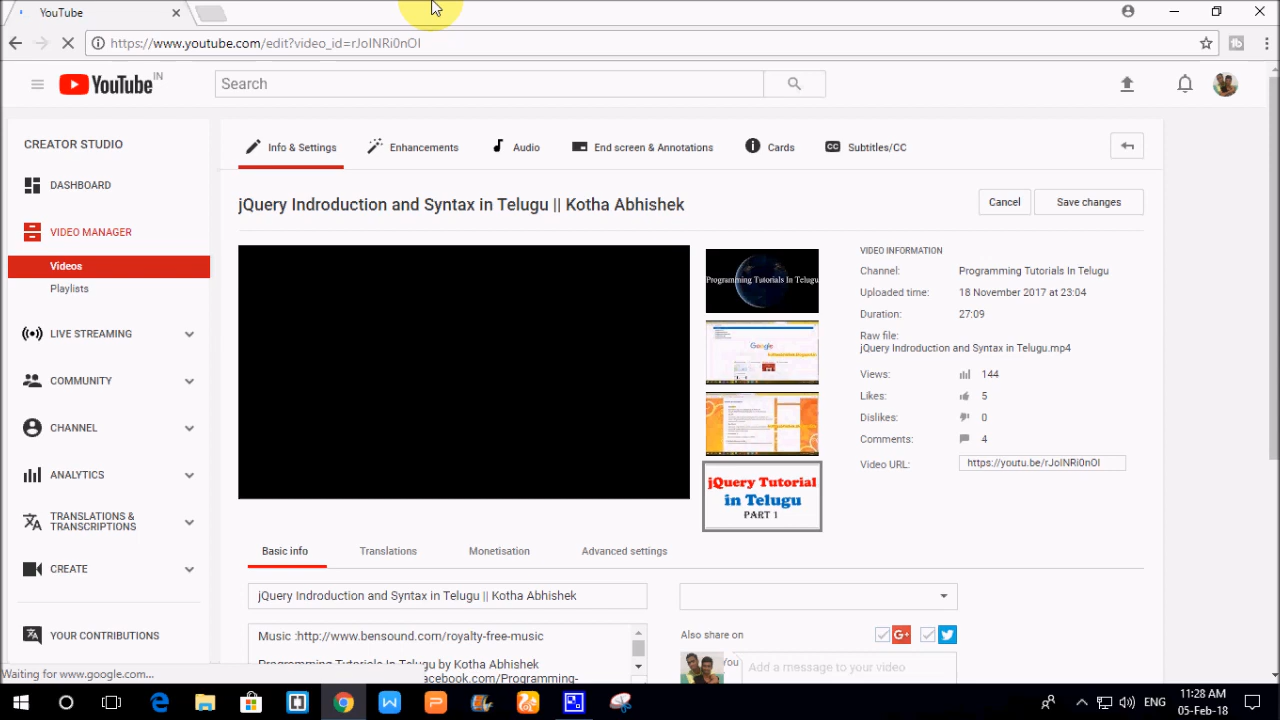 YouTube
https://www.youtube.com/edit?video_id=rJoINRi0nOI
YouTube IN
Search
CREATOR STUDIO
DASHBOARD
VIDEO MANAGER
Videos
Playlists
LIVE STREAMING
COMMUNITY
CHANNEL
ANALYTICS
TRANSLATIONS &
TRANSCRIPTIONS
CREATE
YOUR CONTRIBUTIONS
Info & Settings
Enhancements
Audio
End screen & Annotations
Cards
CC Subtitles/CC
jQuery Indroduction and Syntax in Telugu || Kotha Abhishek
Cancel
Save changes
Programming Tutorials In Telugu
Google
jQuery Tutorial
in Telugu
PART 1
VIDEO INFORMATION
Channel: Programming Tutorials In Telugu
Uploaded time: 18 November 2017 at 23:04
Duration: 27:09
Raw file:
jQuery Indroduction and Syntax in Telugu.mp4
Views: 144
Likes: 5
Dislikes: 0
Comments: 4
Video URL: https://youtu.be/rJoINRi0nOI
Basic info
Translations
Monetisation
Advanced settings
jQuery Indroduction and Syntax in Telugu || Kotha Abhishek
Music :http://www.bensound.com/royalty-free-music
Programming Tutorials In Telugu by Kotha Abhishek
facebook.com/Programming-
Also share on
G+
You
Add a message to your video
Waiting for www.google.com...
ENG
11:28 AM
05-Feb-18